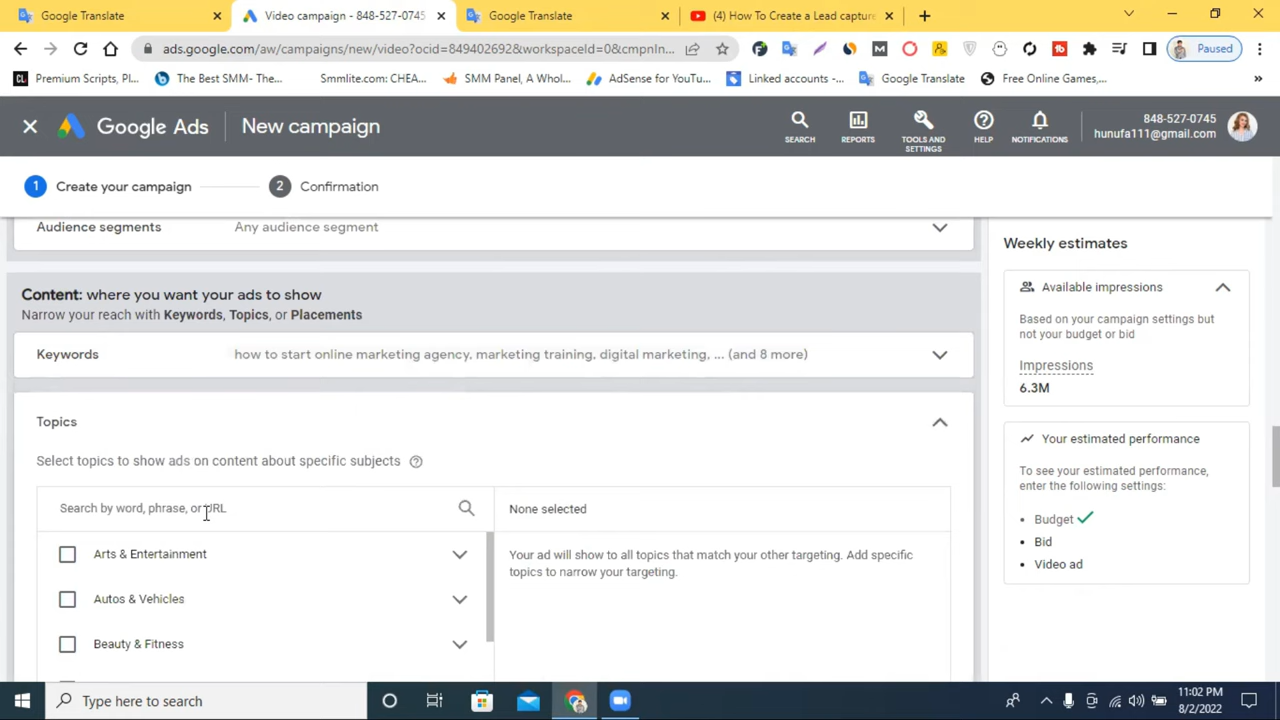 Google Translate
Video campaign - 848-527-0745
Google Translate
(4) How To Create a Lead captur
ads.google.com/aw/campaigns/new/video?ocid=849402692&workspaceId=0&cmpnIn...
Paused
Premium Scripts, Pl...
The Best SMM- The...
Smmlite.com: CHEA...
SMM Panel, A Whol...
AdSense for YouTu...
Linked accounts -...
Google Translate
Free Online Games,...
Google Ads
New campaign
SEARCH
REPORTS
TOOLS AND SETTINGS
HELP
NOTIFICATIONS
848-527-0745
hunufa111@gmail.com
1 Create your campaign
2 Confirmation
Audience segments Any audience segment
Content: where you want your ads to show
Narrow your reach with Keywords, Topics, or Placements
Keywords how to start online marketing agency, marketing training, digital marketing, ... (and 8 more)
Topics
Select topics to show ads on content about specific subjects
Search by word, phrase, or URL
None selected
Arts & Entertainment
Autos & Vehicles
Beauty & Fitness
Your ad will show to all topics that match your other targeting. Add specific
topics to narrow your targeting.
Weekly estimates
Available impressions
Based on your campaign settings but
not your budget or bid
Impressions
6.3M
Your estimated performance
To see your estimated performance,
enter the following settings:
• Budget
• Bid
• Video ad
Type here to search
11:02 PM
8/2/2022